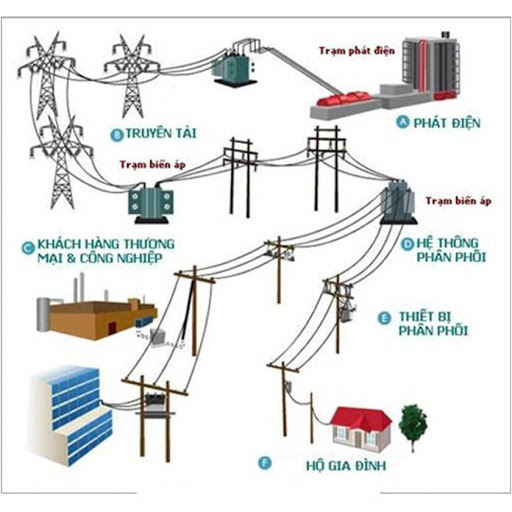 Trạm phát điện
A PHÁT ĐIỆN
B TRUYỀN TẢI
Trạm biến áp
Trạm biến áp
C KHÁCH HÀNG THƯƠNG
MẠI & CÔNG NGHIỆP
D HỆ THỐNG
PHÂN PHỐI
E THIẾT BỊ
PHÂN PHỐI
F HỘ GIA ĐÌNH